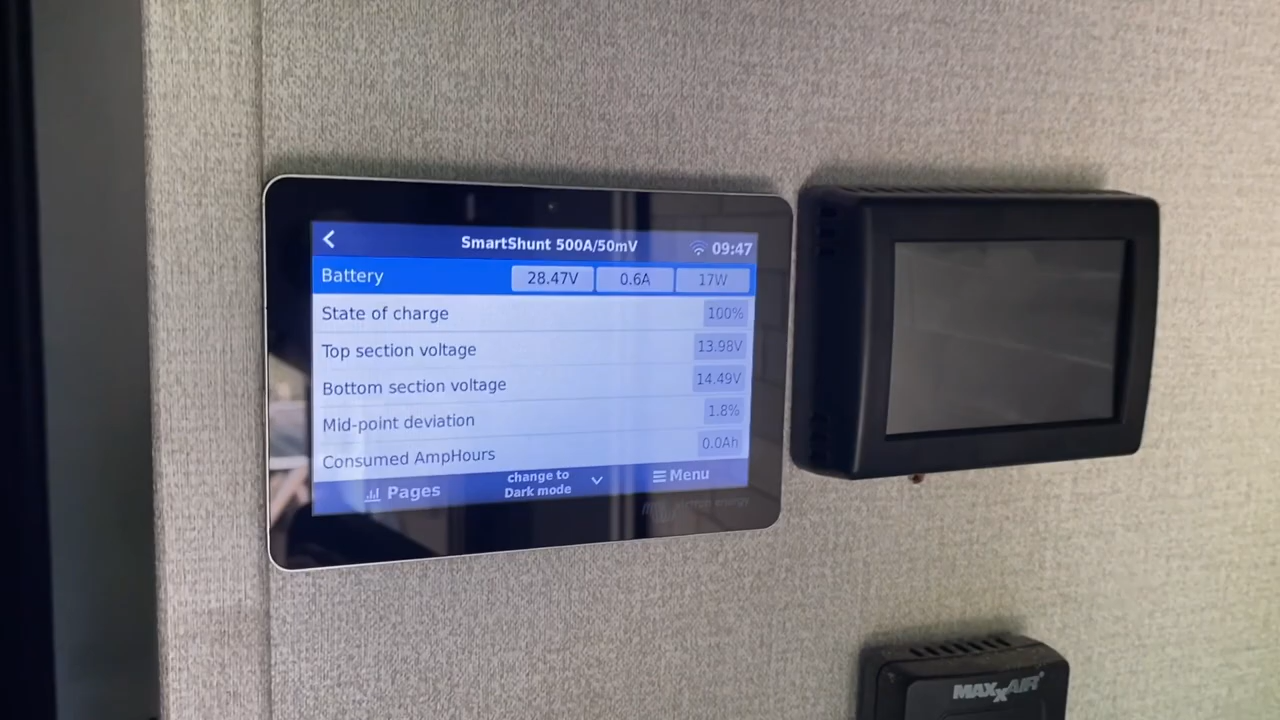 SmartShunt 500A/50mV
09:47
Battery 28.47V 0.6A 17W
State of charge 100%
Top section voltage 13.98V
Bottom section voltage 14.49V
Mid-point deviation 1.8%
Consumed AmpHours 0.0Ah
Pages
change to
Dark mode
Menu
energy
MAXXAIR